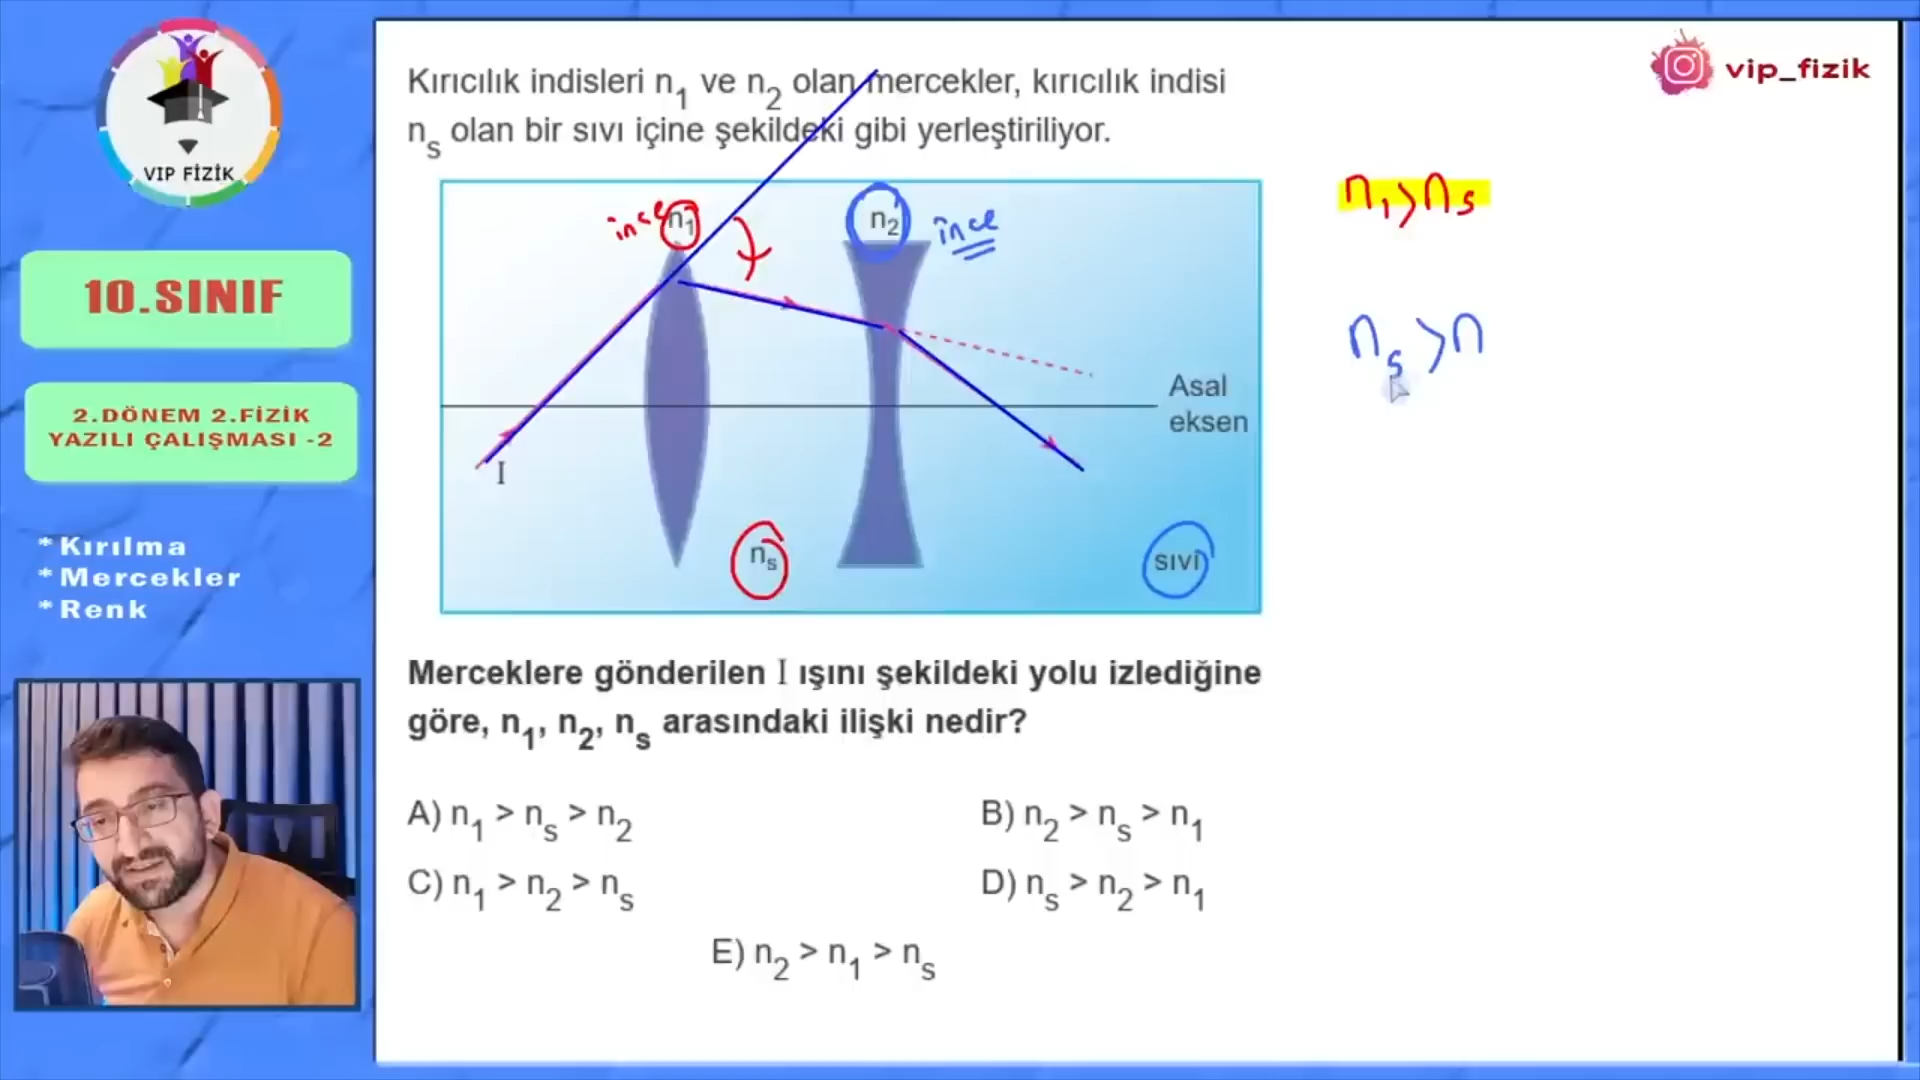 VIP FİZİK
10.SINIF
2.DÖNEM 2.FİZİK
YAZILI ÇALIŞMASI -2
* Kırılma
* Mercekler
* Renk
vip_fizik
Kırıcılık indisleri n1 ve n2 olan mercekler, kırıcılık indisi
ns olan bir sıvı içine şekildeki gibi yerleştiriliyor.
ince n1
n2 ince
n1>ns
ns>n
Asal
eksen
I
ns
sıvı
Merceklere gönderilen I ışını şekildeki yolu izlediğine
göre, n1, n2, ns arasındaki ilişki nedir?
A) n1 > ns > n2
B) n2 > ns > n1
C) n1 > n2 > ns
D) ns > n2 > n1
E) n2 > n1 > ns